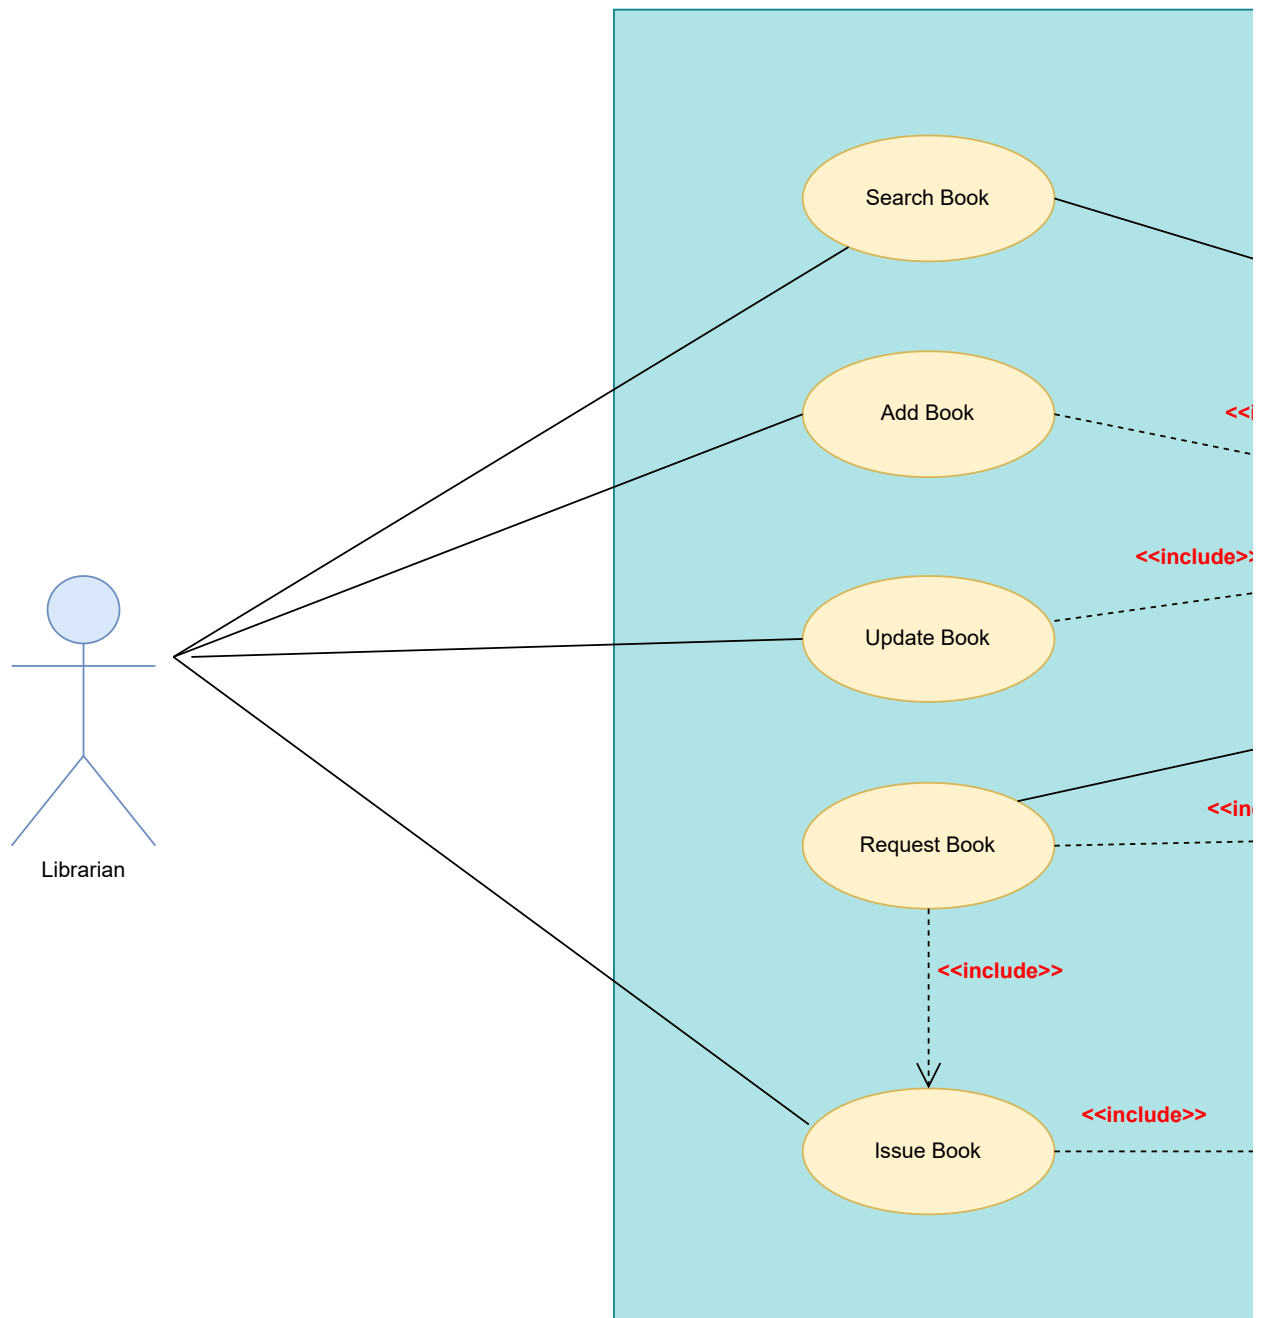 Search Book
Add Book
<<i
<<include>>
Update Book
Request Book
<<in
Librarian
<<include>>
<<include>>
Issue Book